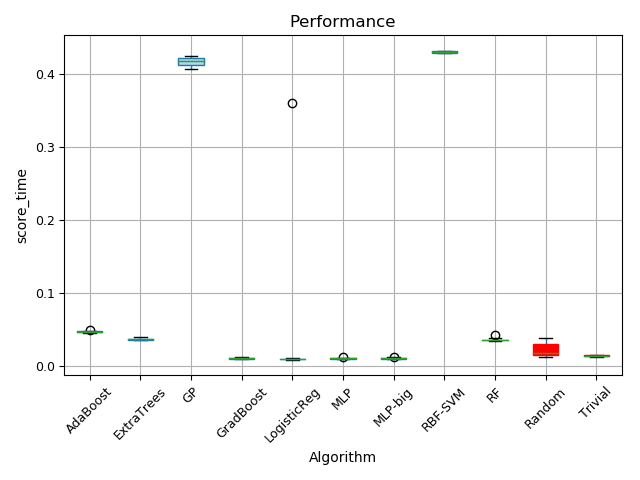 Performance
score_time
0.4
0.3
0.2
0.1
0.0
AdaBoost
ExtraTrees
GP
GradBoost
LogisticReg
MLP
MLP-big
RBF-SVM
RF
Random
Trivial
Algorithm